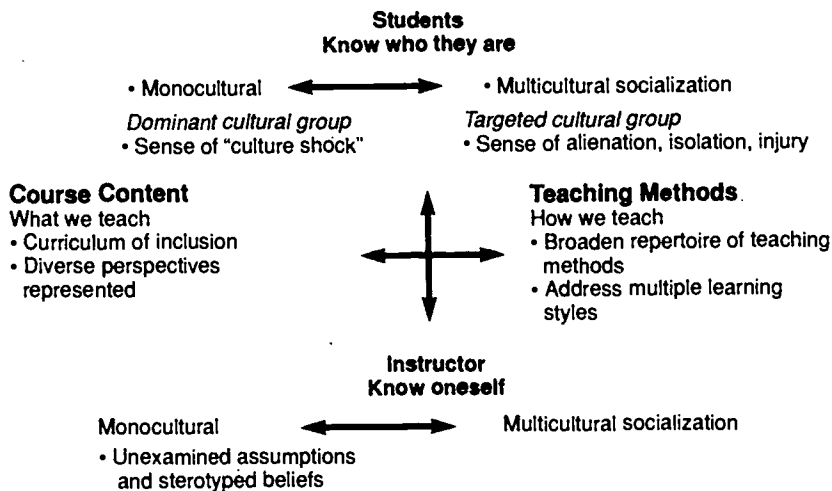 Students
Know who they are
• Monocultural
• Multicultural socialization
Dominant cultural group
• Sense of "culture shock"
Targeted cultural group
• Sense of alienation, isolation, injury
Course Content
What we teach
• Curriculum of inclusion
• Diverse perspectives
represented
Teaching Methods
How we teach
• Broaden repertoire of teaching
methods
• Address multiple learning
styles
Instructor
Know oneself
Monocultural
Multicultural socialization
• Unexamined assumptions
and sterotyped beliefs